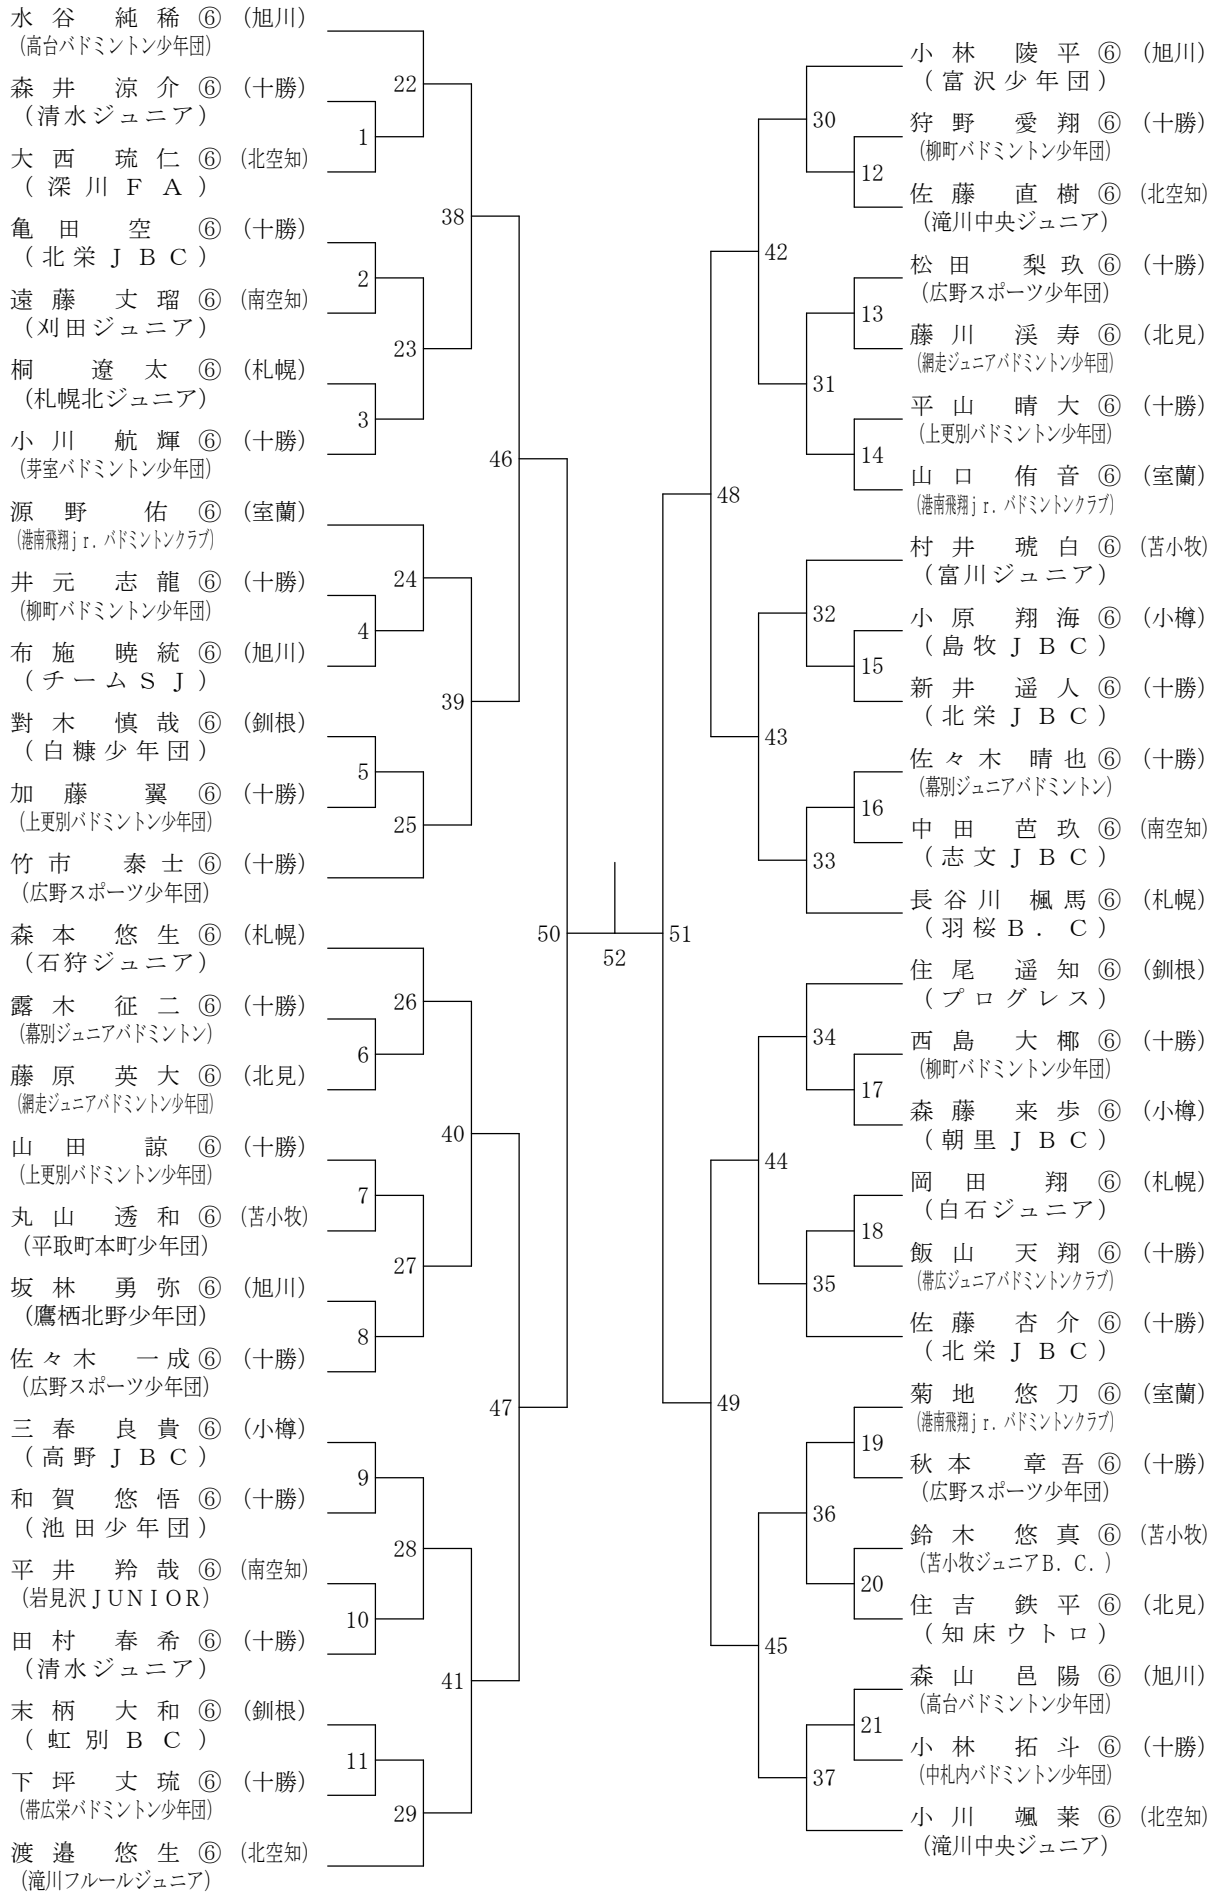 水谷 純稀 ⑥ (旭川)
(高台バドミントン少年団)
22
森井 涼介 ⑥ (十勝)
(清水ジュニア)
1
大西 琉仁 ⑥ (北空知)
(深川FA)
38
亀田 空 ⑥ (十勝)
(北栄JBC)
2
遠藤 丈瑠 ⑥ (南空知)
(刈田ジュニア)
23
桐 遼太 ⑥ (札幌)
(札幌北ジュニア)
3
小川 航輝 ⑥ (十勝)
(芽室バドミントン少年団)
46
源野 佑 ⑥ (室蘭)
(港南飛翔jr.バドミントンクラブ)
24
井元 志龍 ⑥ (十勝)
(柳町バドミントン少年団)
4
布施 暁統 ⑥ (旭川)
(チームSJ)
39
對木 慎哉 ⑥ (釧根)
(白糠少年団)
5
加藤 翼 ⑥ (十勝)
(上更別バドミントン少年団)
25
竹市 泰士 ⑥ (十勝)
(広野スポーツ少年団)
50
森本 悠生 ⑥ (札幌)
(石狩ジュニア)
26
露木 征二 ⑥ (十勝)
(幕別ジュニアバドミントン)
6
藤原 英大 ⑥ (北見)
(網走ジュニアバドミントン少年団)
40
山田 諒 ⑥ (十勝)
(上更別バドミントン少年団)
7
丸山 透和 ⑥ (苫小牧)
(平取町本町少年団)
27
坂林 勇弥 ⑥ (旭川)
(鷹栖北野少年団)
8
佐々木 一成 ⑥ (十勝)
(広野スポーツ少年団)
47
三春 良貴 ⑥ (小樽)
(高野JBC)
9
和賀 悠悟 ⑥ (十勝)
(池田少年団)
28
平井 羚哉 ⑥ (南空知)
(岩見沢JUNIOR)
10
田村 春希 ⑥ (十勝)
(清水ジュニア)
41
末柄 大和 ⑥ (釧根)
(虹別BC)
11
下坪 丈琉 ⑥ (十勝)
(帯広栄バドミントン少年団)
29
渡邉 悠生 ⑥ (北空知)
(滝川フルールジュニア)
52
小林 陵平 ⑥ (旭川)
(富沢少年団)
30
狩野 愛翔 ⑥ (十勝)
(柳町バドミントン少年団)
12
佐藤 直樹 ⑥ (北空知)
(滝川中央ジュニア)
42
松田 梨玖 ⑥ (十勝)
(広野スポーツ少年団)
13
藤川 渓寿 ⑥ (北見)
(網走ジュニアバドミントン少年団)
31
平山 晴大 ⑥ (十勝)
(上更別バドミントン少年団)
14
山口 侑音 ⑥ (室蘭)
(港南飛翔jr.バドミントンクラブ)
48
村井 琥白 ⑥ (苫小牧)
(富川ジュニア)
32
小原 翔海 ⑥ (小樽)
(島牧JBC)
15
新井 遥人 ⑥ (十勝)
(北栄JBC)
43
佐々木 晴也 ⑥ (十勝)
(幕別ジュニアバドミントン)
16
中田 芭玖 ⑥ (南空知)
(志文JBC)
33
長谷川 楓馬 ⑥ (札幌)
(羽桜B.C)
51
住尾 遥知 ⑥ (釧根)
(プログレス)
34
西島 大椰 ⑥ (十勝)
(柳町バドミントン少年団)
17
森藤 来歩 ⑥ (小樽)
(朝里JBC)
44
岡田 翔 ⑥ (札幌)
(白石ジュニア)
18
飯山 天翔 ⑥ (十勝)
(帯広ジュニアバドミントンクラブ)
35
佐藤 杏介 ⑥ (十勝)
(北栄JBC)
49
菊地 悠刀 ⑥ (室蘭)
(港南飛翔jr.バドミントンクラブ)
19
秋本 章吾 ⑥ (十勝)
(広野スポーツ少年団)
36
鈴木 悠真 ⑥ (苫小牧)
(苫小牧ジュニアB.C.)
20
住吉 鉄平 ⑥ (北見)
(知床ウトロ)
45
森山 邑陽 ⑥ (旭川)
(高台バドミントン少年団)
21
小林 拓斗 ⑥ (十勝)
(中札内バドミントン少年団)
37
小川 颯莱 ⑥ (北空知)
(滝川中央ジュニア)